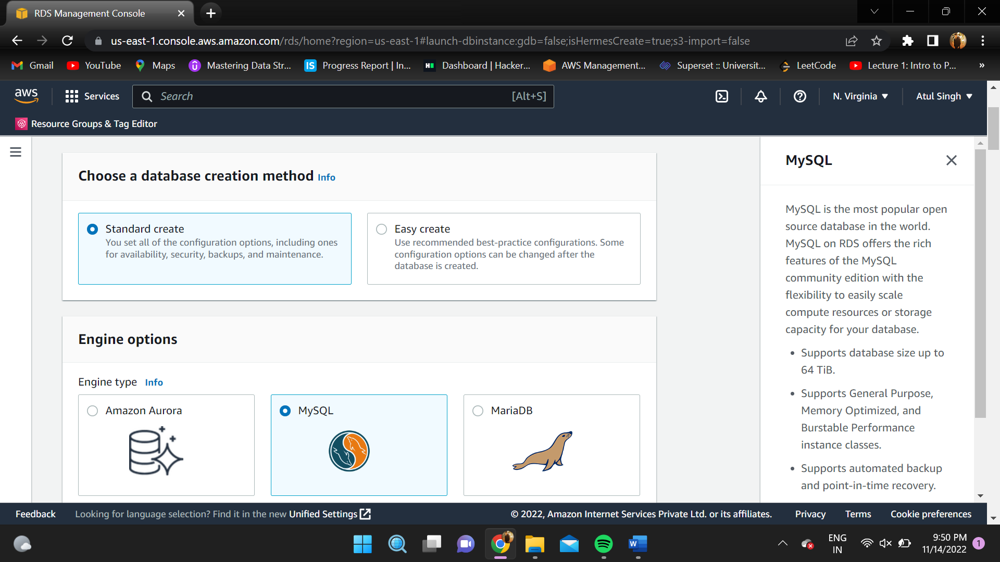 RDS Management Console
us-east-1.console.aws.amazon.com/rds/home?region=us-east-1#launch-dbinstance:gdb=false;isHermesCreate=true;s3-import=false
Gmail YouTube Maps Mastering Data Str... Progress Report | In... Dashboard | Hacker... AWS Management... Superset :: Universit... LeetCode Lecture 1: Intro to P... »
aws Services Search [Alt+S] N. Virginia Atul Singh
Resource Groups & Tag Editor
Choose a database creation method Info
Standard create
You set all of the configuration options, including ones
for availability, security, backups, and maintenance.
Easy create
Use recommended best-practice configurations. Some
configuration options can be changed after the
database is created.
Engine options
Engine type Info
Amazon Aurora
MySQL
MariaDB
MySQL
MySQL is the most popular open
source database in the world.
MySQL on RDS offers the rich
features of the MySQL
community edition with the
flexibility to easily scale
compute resources or storage
capacity for your database.
• Supports database size up to
64 TiB.
• Supports General Purpose,
Memory Optimized, and
Burstable Performance
instance classes.
• Supports automated backup
and point-in-time recovery.
Feedback Looking for language selection? Find it in the new Unified Settings © 2022, Amazon Internet Services Private Ltd. or its affiliates. Privacy Terms Cookie preferences
ENG
IN
9:50 PM
11/14/2022
1